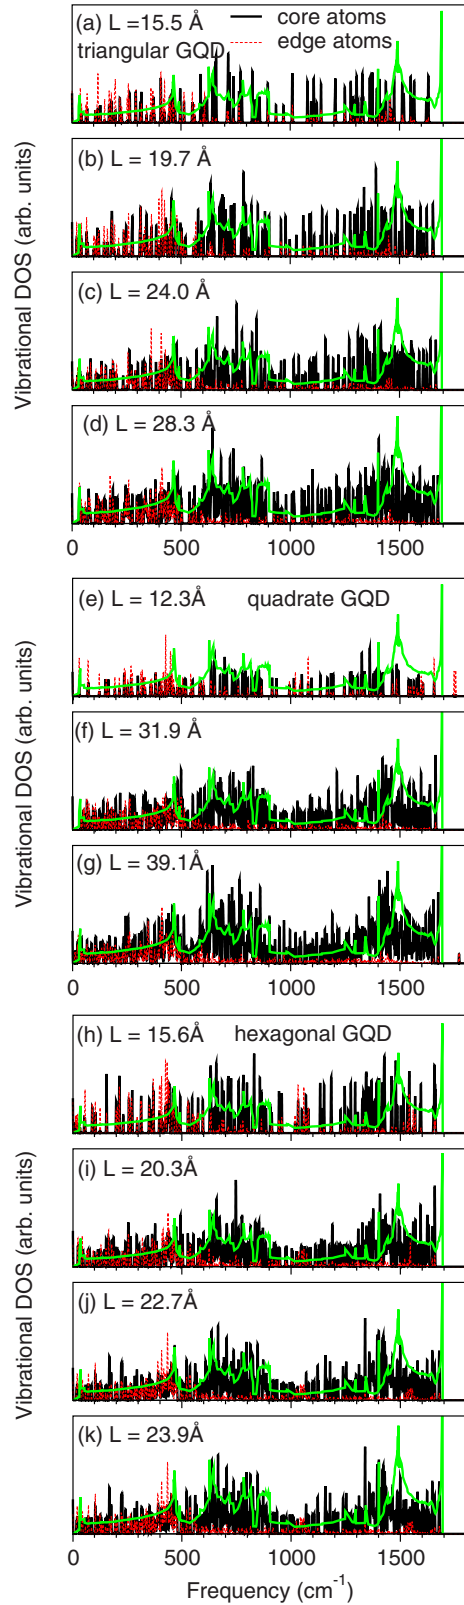 (a) L =15.5 Å core atoms
triangular GQD edge atoms
(b) L = 19.7 Å
(c) L = 24.0 Å
(d) L = 28.3 Å
Vibrational DOS (arb. units)
0 500 1000 1500
(e) L = 12.3Å quadrate GQD
(f) L = 31.9 Å
(g) L = 39.1Å
Vibrational DOS (arb. units)
0 500 1000 1500
(h) L = 15.6Å hexagonal GQD
(i) L = 20.3Å
(j) L = 22.7Å
(k) L = 23.9Å
Vibrational DOS (arb. units)
0 500 1000 1500
Frequency (cm⁻¹)